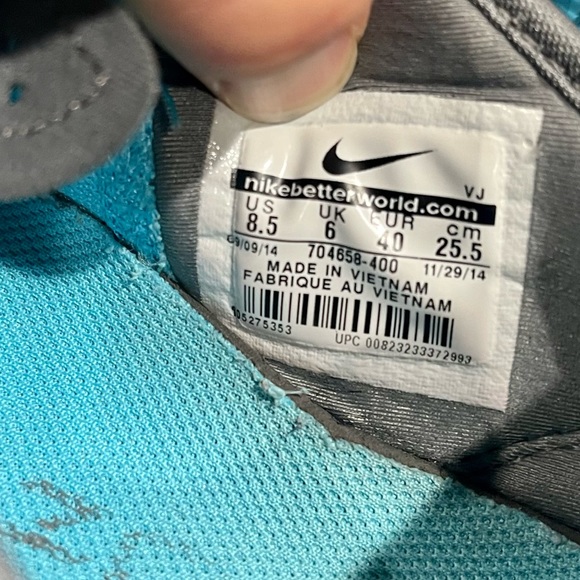 nikebetterworld.com
VJ
US UK EUR cm
8.5 6 40 25.5
09/09/14 704658-400 11/29/14
MADE IN VIETNAM
FABRIQUE AU VIETNAM
UPC 00823233372993